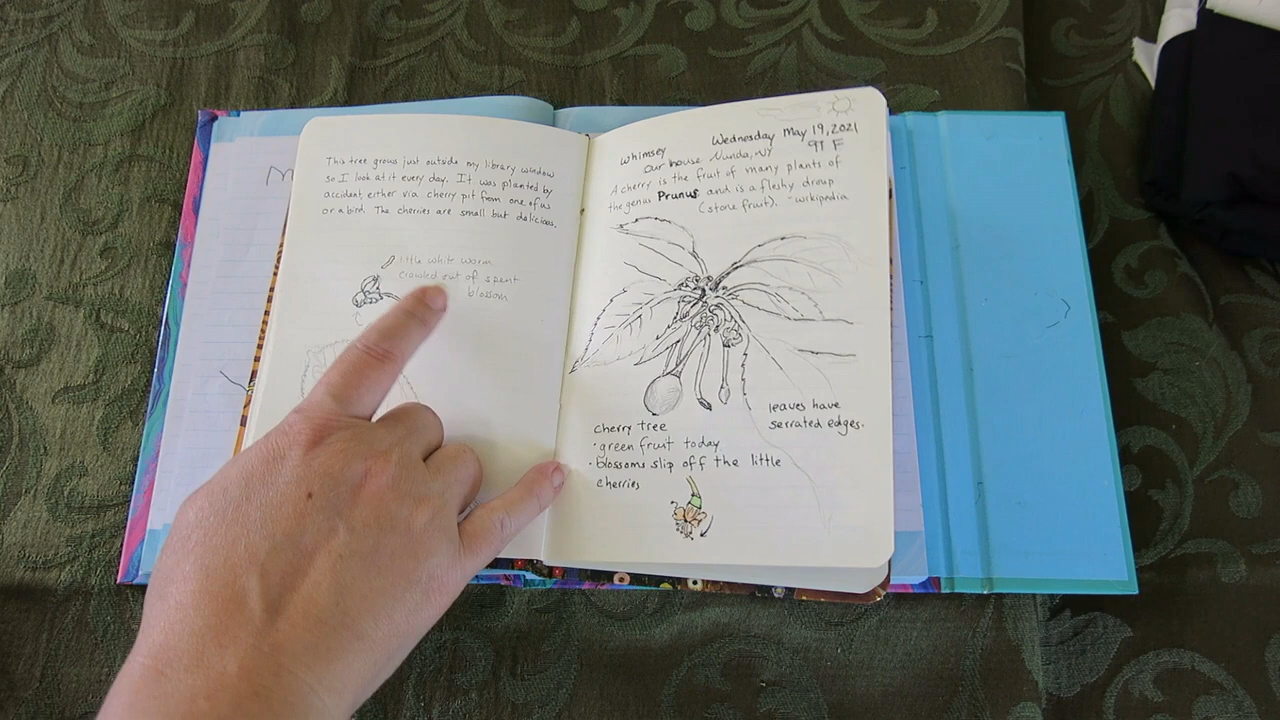 This tree grows just outside my library window
so I look at it every day. It was planted by
accident either via cherry pit from one of us
or a bird. The cherries are small but delicious.
little white worm
crawled out of spent
blossom
Wednesday May 19, 2021
whimsey 91 F
our house Nunda, NY
A cherry is the fruit of many plants of
the genus Prunus and is a fleshy drup
(stone fruit). - wikipedia
leaves have
serrated edges.
cherry tree
• green fruit today
• blossoms slip off the little
cherries